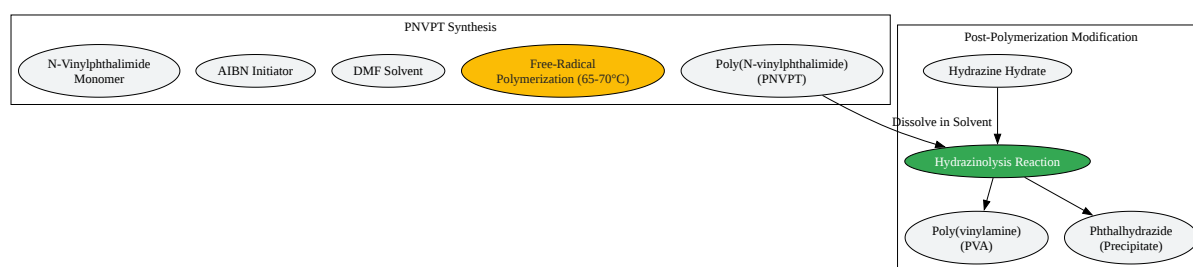 PNVPT Synthesis
N-Vinylphthalimide
Monomer
AIBN Initiator
DMF Solvent
Free-Radical
Polymerization (65-70°C)
Poly(N-vinylphthalimide)
(PNVPT)
Post-Polymerization Modification
Hydrazine Hydrate
Dissolve in Solvent
Hydrazinolysis Reaction
Poly(vinylamine)
(PVA)
Phthalhydrazide
(Precipitate)